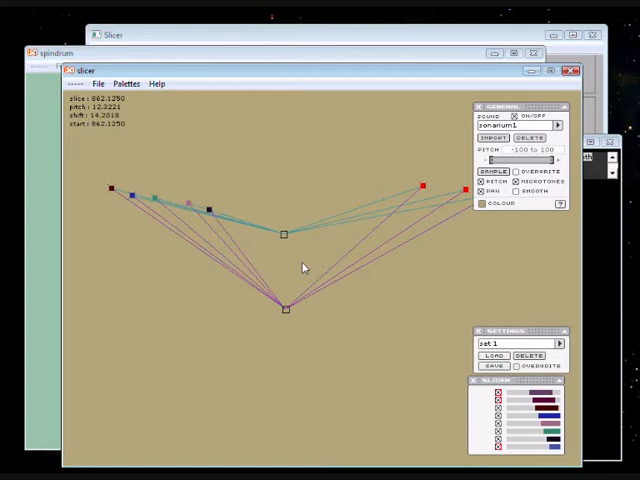 Slicer
spindrum
slicer
----- File Palettes Help
slice : 862.1250
pitch : 12.3221
shift : 14.2018
start : 862.1250
GENERAL
SOUND ON/OFF
sonarium1
IMPORT DELETE
PITCH -100 to 100
- +
SAMPLE OVERWRITE
PITCH MICROTONES
PAN SMOOTH
COLOUR ?
SETTINGS
set 1
LOAD DELETE
SAVE OVERWRITE
SLICER